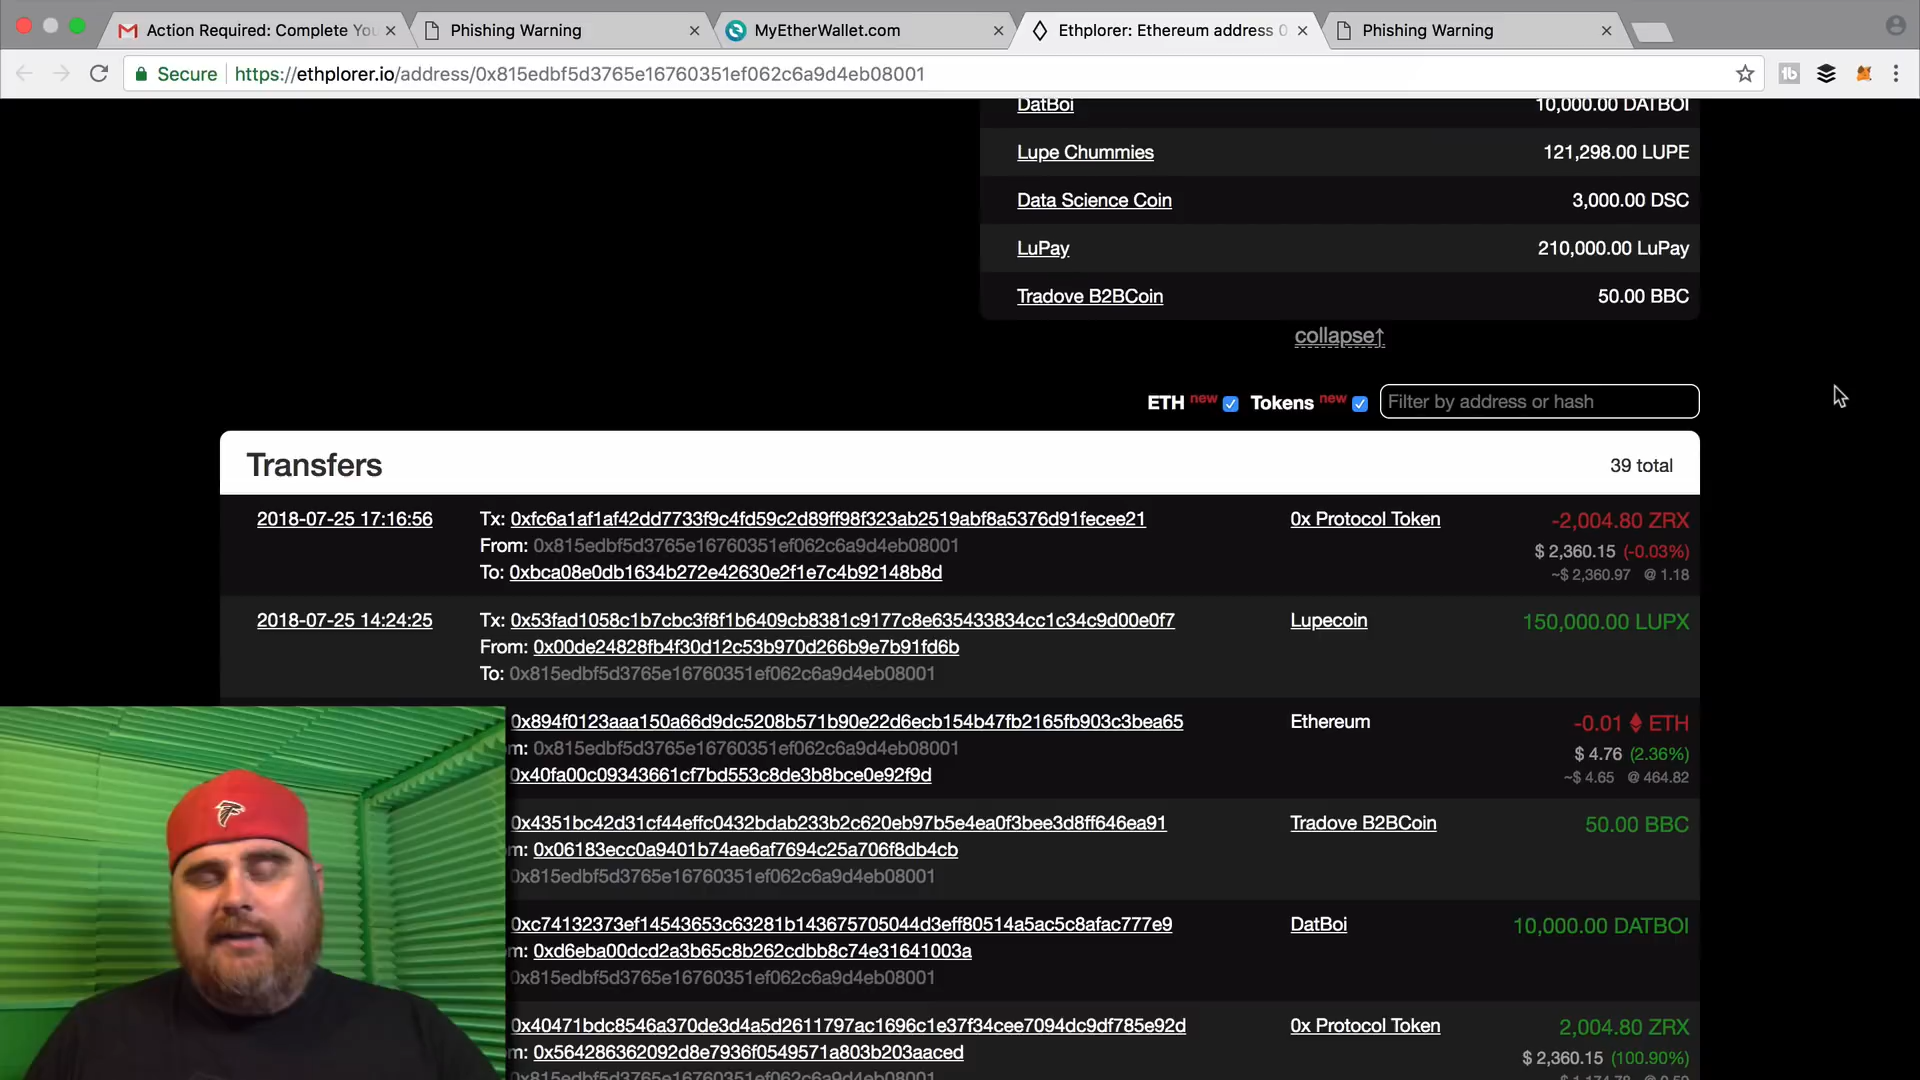 Action Required: Complete You
Phishing Warning
MyEtherWallet.com
Ethplorer: Ethereum address 0
Phishing Warning
Secure https://ethplorer.io/address/0x815edbf5d3765e16760351ef062c6a9d4eb08001
DatBoi 10,000.00 DATBOI
Lupe Chummies 121,298.00 LUPE
Data Science Coin 3,000.00 DSC
LuPay 210,000.00 LuPay
Tradove B2BCoin 50.00 BBC
collapse↑
ETH new Tokens new Filter by address or hash
Transfers 39 total
2018-07-25 17:16:56 Tx: 0xfc6a1af1af42dd7733f9c4fd59c2d89ff98f323ab2519abf8a5376d91fecee21 0x Protocol Token -2,004.80 ZRX
From: 0x815edbf5d3765e16760351ef062c6a9d4eb08001 $ 2,360.15 (-0.03%)
To: 0xbca08e0db1634b272e42630e2f1e7c4b92148b8d ~$ 2,360.97 @ 1.18
2018-07-25 14:24:25 Tx: 0x53fad1058c1b7cbc3f8f1b6409cb8381c9177c8e635433834cc1c34c9d00e0f7 Lupecoin 150,000.00 LUPX
From: 0x00de24828fb4f30d12c53b970d266b9e7b91fd6b
To: 0x815edbf5d3765e16760351ef062c6a9d4eb08001
0x894f0123aaa150a66d9dc5208b571b90e22d6ecb154b47fb2165fb903c3bea65 Ethereum -0.01 ETH
m: 0x815edbf5d3765e16760351ef062c6a9d4eb08001 $ 4.76 (2.36%)
0x40fa00c09343661cf7bd553c8de3b8bce0e92f9d ~$ 4.65 @ 464.82
0x4351bc42d31cf44effc0432bdab233b2c620eb97b5e4ea0f3bee3d8ff646ea91 Tradove B2BCoin 50.00 BBC
m: 0x06183ecc0a9401b74ae6af7694c25a706f8db4cb
0x815edbf5d3765e16760351ef062c6a9d4eb08001
0xc74132373ef14543653c63281b143675705044d3eff80514a5ac5c8afac777e9 DatBoi 10,000.00 DATBOI
m: 0xd6eba00dcd2a3b65c8b262cdbb8c74e31641003a
0x815edbf5d3765e16760351ef062c6a9d4eb08001
0x40471bdc8546a370de3d4a5d2611797ac1696c1e37f34cee7094dc9df785e92d 0x Protocol Token 2,004.80 ZRX
m: 0x564286362092d8e7936f0549571a803b203aaced $ 2,360.15 (100.90%)